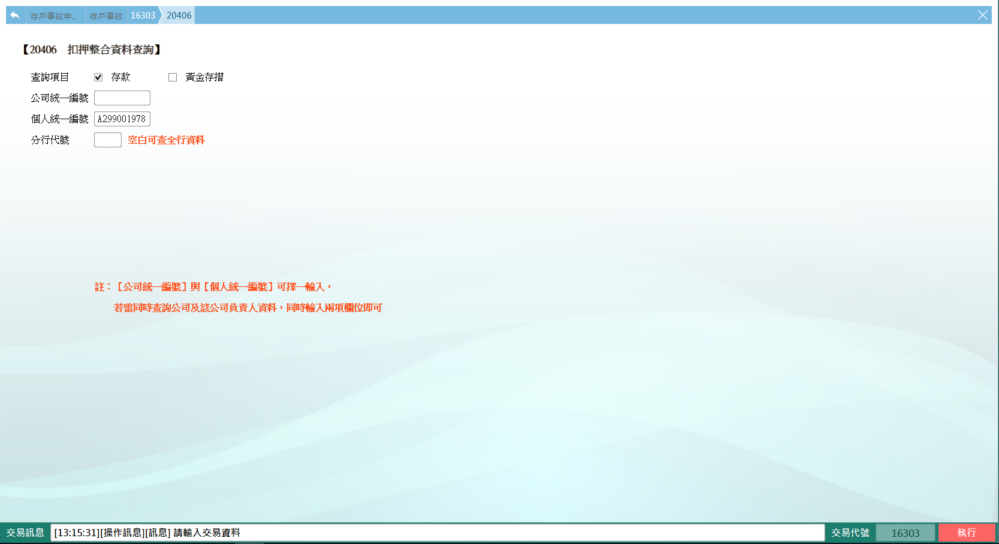 存戶事故申.. 存戶事故 16303 20406
【20406 扣押整合資料查詢】
查詢項目 存款 黃金存摺
公司統一編號
個人統一編號 A299001978
分行代號 空白可查全行資料
註：【公司統一編號】與【個人統一編號】可擇一輸入，
若需同時查詢公司及該公司負責人資料，同時輸入兩項欄位即可
交易訊息 [13:15:31][操作訊息][訊息] 請輸入交易資料 交易代號 16303 執行